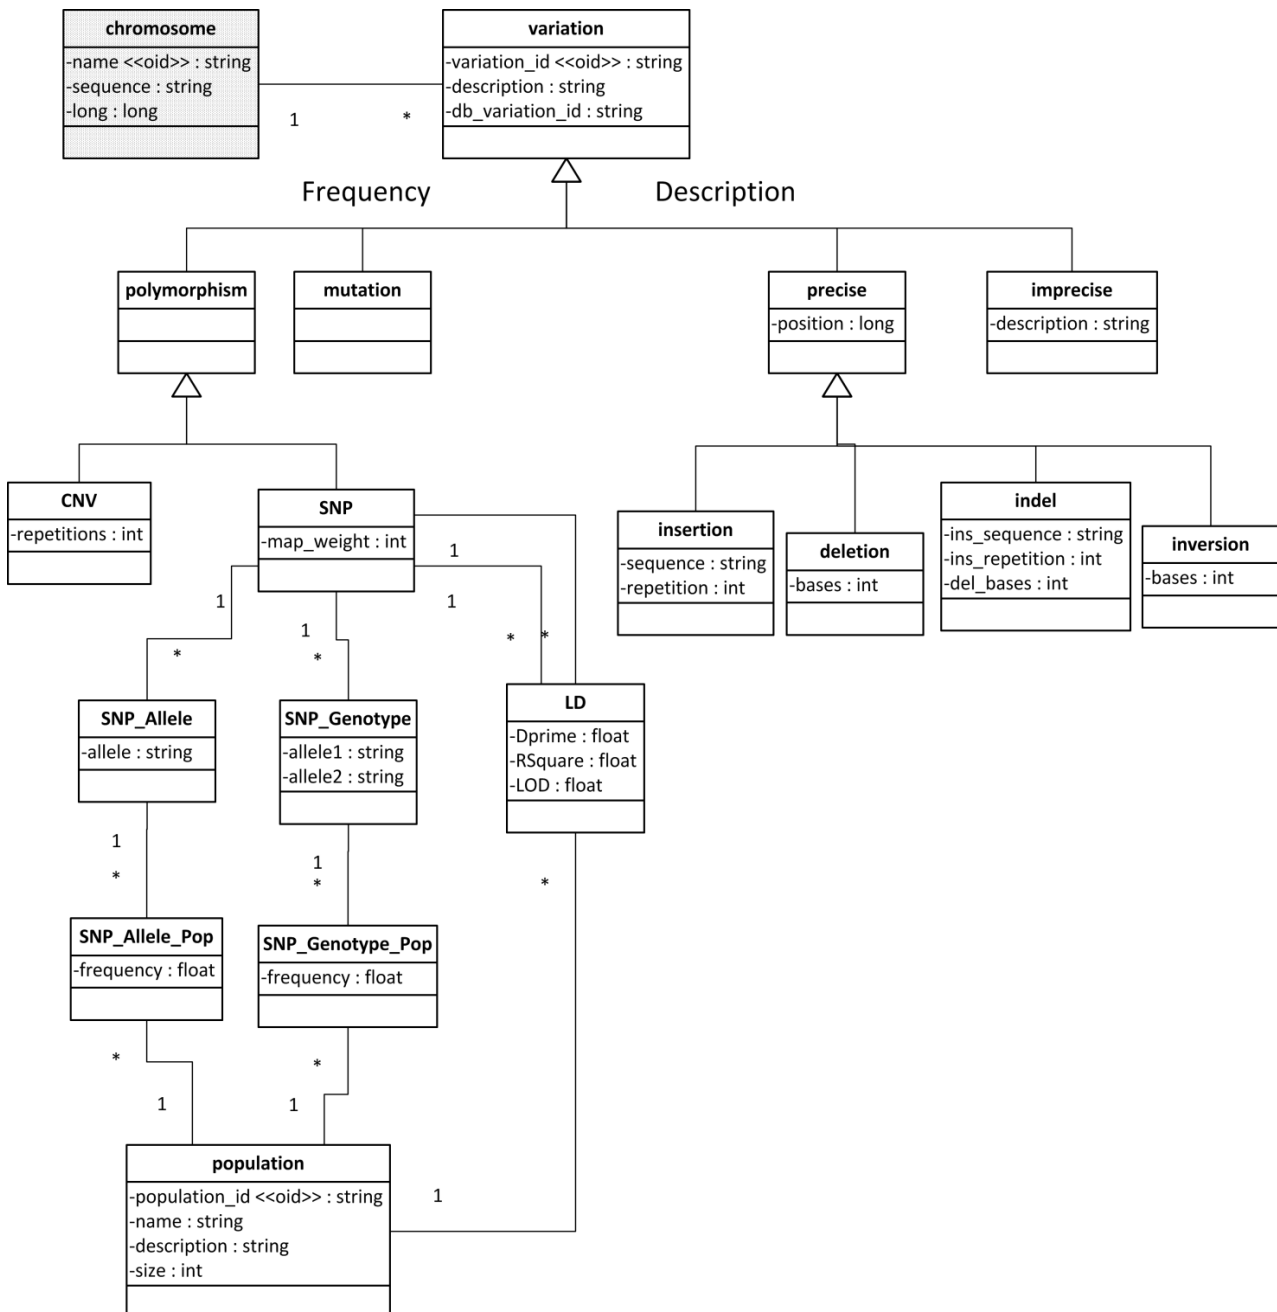 chromosome
-name <<oid>> : string
-sequence : string
-long : long
variation
-variation_id <<oid>> : string
-description : string
-db_variation_id : string
1
*
Frequency
Description
polymorphism
mutation
precise
-position : long
imprecise
-description : string
CNV
-repetitions : int
SNP
-map_weight : int
insertion
-sequence : string
-repetition : int
deletion
-bases : int
indel
-ins_sequence : string
-ins_repetition : int
-del_bases : int
inversion
-bases : int
1
1
1
1
*
*
*
*
SNP_Allele
-allele : string
SNP_Genotype
-allele1 : string
-allele2 : string
LD
-Dprime : float
-RSquare : float
-LOD : float
1
*
1
*
*
SNP_Allele_Pop
-frequency : float
SNP_Genotype_Pop
-frequency : float
*
*
1
1
population
-population_id <<oid>> : string
-name : string
-description : string
-size : int
1